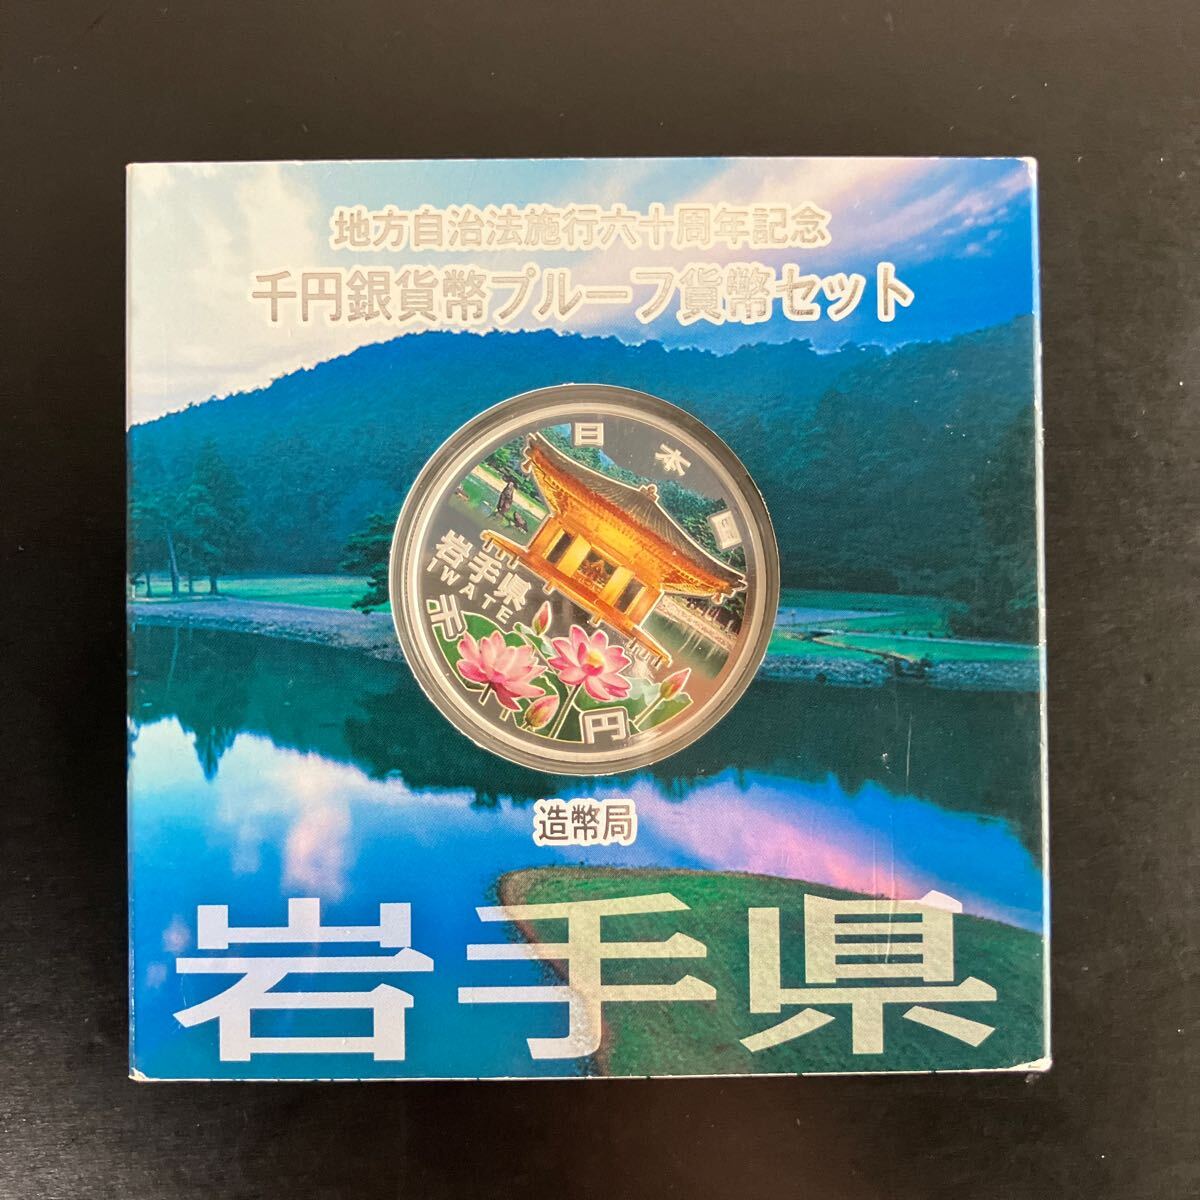 地方自治法施行六十周年記念
千円銀貨幣プルーフ貨幣セット
日本国
岩手県
IWATE
千
円
造幣局
岩手県